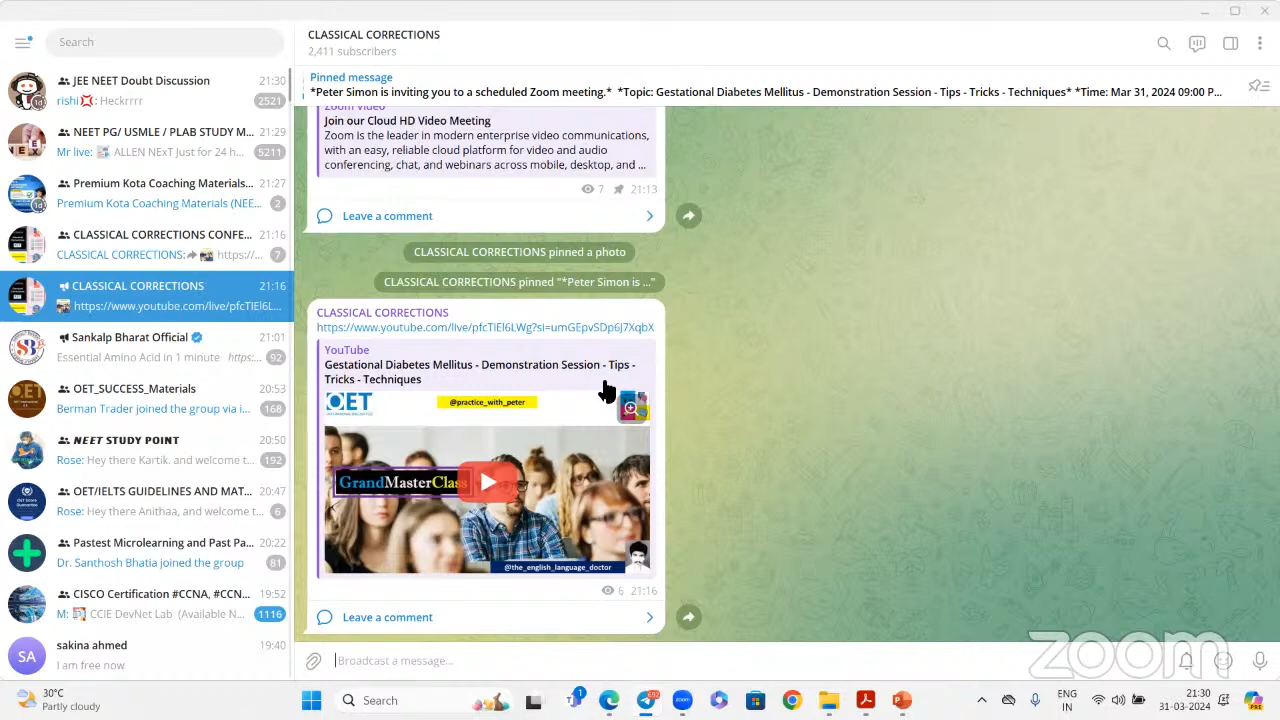 Search
JEE NEET Doubt Discussion 21:30
rishi💢: Heckrrrr 2521
NEET PG/ USMLE / PLAB STUDY M... 21:29
Mr live: ALLEN NExT Just for 24 h... 5211
Premium Kota Coaching Materials... 21:27
Premium Kota Coaching Materials (NEE... 2
CLASSICAL CORRECTIONS CONFE... 21:16
CLASSICAL CORRECTIONS: https://... 7
CLASSICAL CORRECTIONS 21:16
https://www.youtube.com/live/pfcTlEl6L...
Sankalp Bharat Official 21:01
Essential Amino Acid in 1 minute https:... 92
OET_SUCCESS_Materials 20:53
Berman Trader joined the group via i... 168
NEET STUDY POINT 20:50
Rose: Hey there Kartik. and welcome t... 192
OET/IELTS GUIDELINES AND MAT... 20:47
Rose: Hey there Anithaa, and welcome t... 6
Pastest Microlearning and Past Pa... 20:22
Dr. Santhosh Bhatia joined the group 81
CISCO Certification #CCNA, #CCN... 19:52
M: CCIE DevNet Lab (Available N... 1116
SA
sakina ahmed 19:40
I am free now
CLASSICAL CORRECTIONS
2,411 subscribers
Pinned message
*Peter Simon is inviting you to a scheduled Zoom meeting.* *Topic: Gestational Diabetes Mellitus - Demonstration Session - Tips - Tricks - Techniques* *Time: Mar 31, 2024 09:00 P...
Zoom Video
Join our Cloud HD Video Meeting
Zoom is the leader in modern enterprise video communications,
with an easy, reliable cloud platform for video and audio
conferencing, chat, and webinars across mobile, desktop, and ...
7 21:13
Leave a comment
CLASSICAL CORRECTIONS pinned a photo
CLASSICAL CORRECTIONS pinned "*Peter Simon is ..."
CLASSICAL CORRECTIONS
https://www.youtube.com/live/pfcTlEl6LWg?si=umGEpvSDp6J7XqbX
YouTube
Gestational Diabetes Mellitus - Demonstration Session - Tips -
Tricks - Techniques
OET
@practice_with_peter
GrandMasterClass
@the_english_language_doctor
6 21:16
Leave a comment
Broadcast a message...
zoom
30°C
Partly cloudy
Search
1
ENG
IN
21:30
31-03-2024
PRE